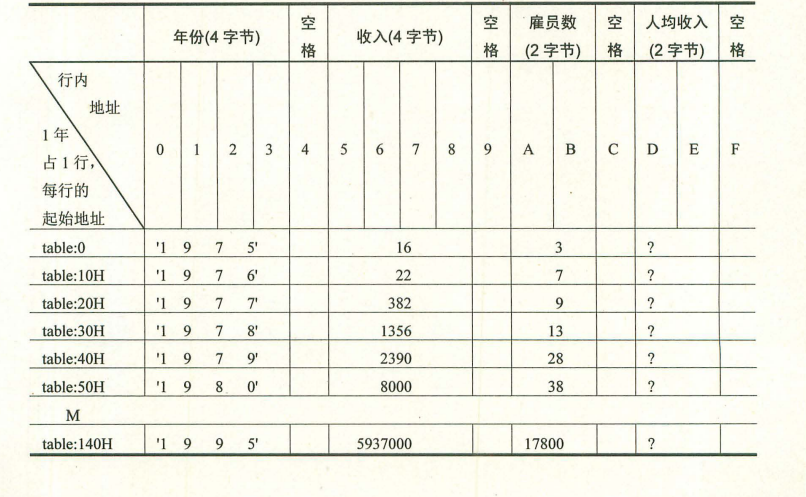 年份(4 字节) 空格 收入(4 字节) 空格 雇员数(2 字节) 空格 人均收入(2 字节) 空格
行内地址
1 年占 1 行，每行的起始地址
0 1 2 3 4 5 6 7 8 9 A B C D E F
table:0 '1 9 7 5' 16 3 ?
table:10H '1 9 7 6' 22 7 ?
table:20H '1 9 7 7' 382 9 ?
table:30H '1 9 7 8' 1356 13 ?
table:40H '1 9 7 9' 2390 28 ?
table:50H '1 9 8 0' 8000 38 ?
M
table:140H '1 9 9 5' 5937000 17800 ?